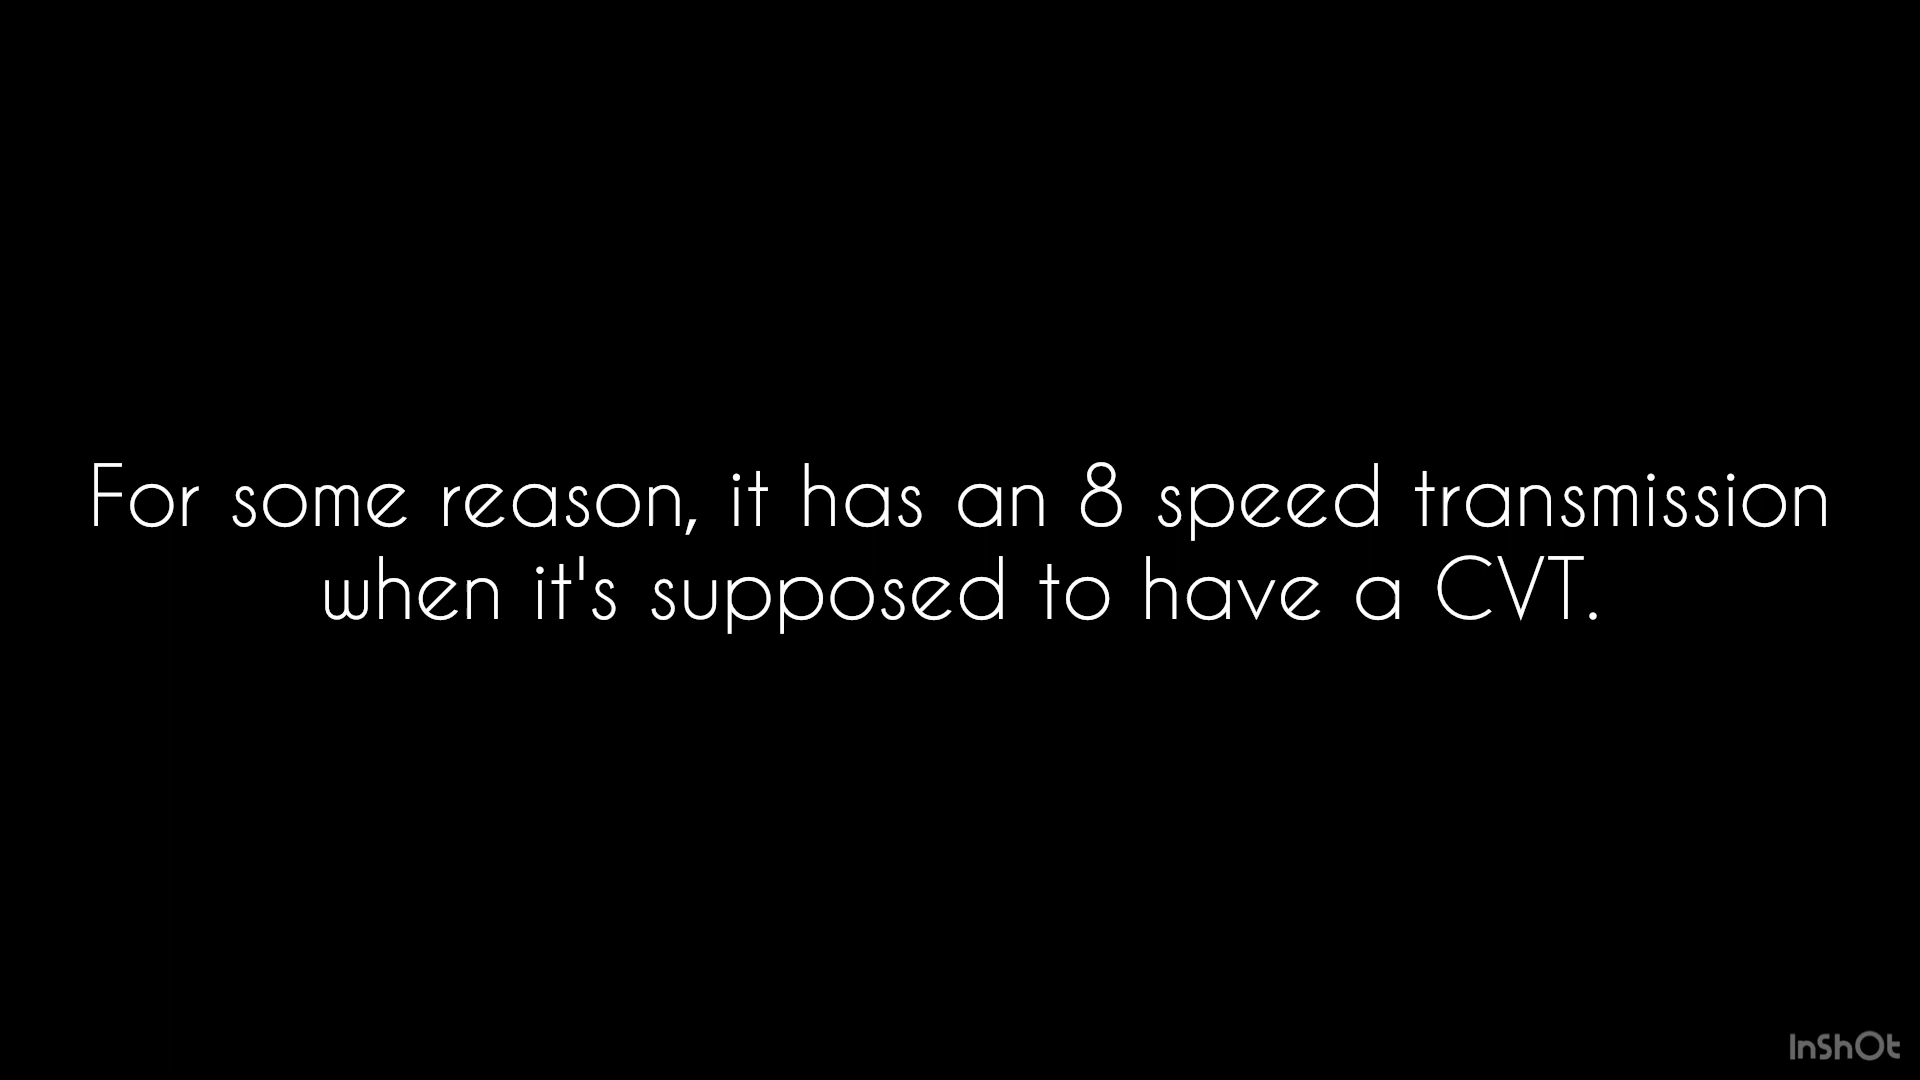 For some reason, it has an 8 speed transmission
when it's supposed to have a CVT.
InShOt